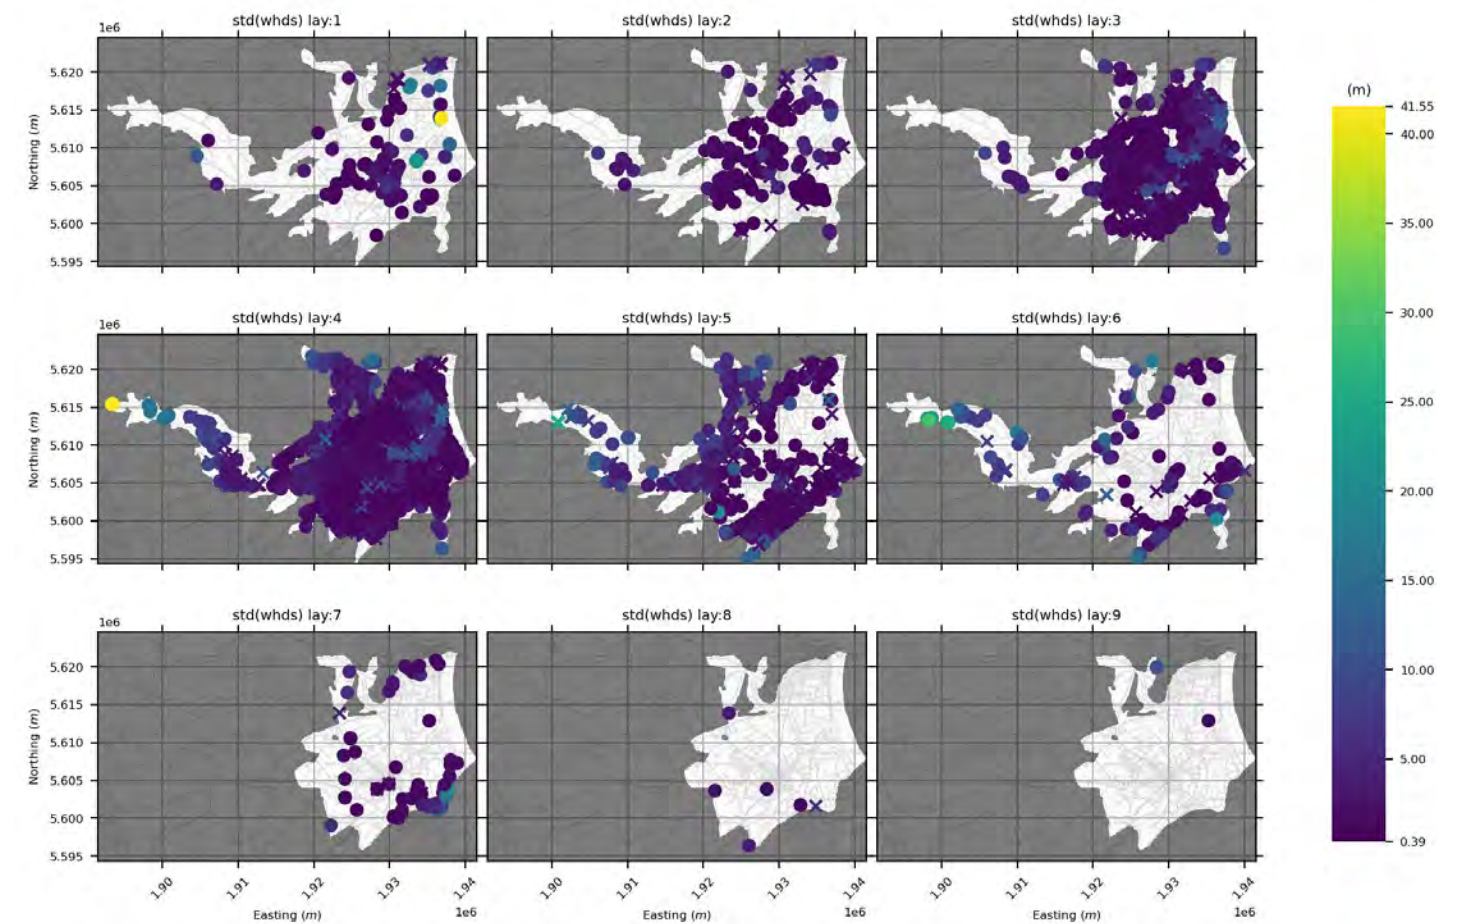 std(whds) lay:1
std(whds) lay:2
std(whds) lay:3
1e6
5.620
5.615
5.610
5.605
5.600
5.595
Northing (m)
std(whds) lay:4
std(whds) lay:5
std(whds) lay:6
1e6
5.620
5.615
5.610
5.605
5.600
5.595
Northing (m)
std(whds) lay:7
std(whds) lay:8
std(whds) lay:9
1e6
5.620
5.615
5.610
5.605
5.600
5.595
Northing (m)
1.90 1.91 1.92 1.93 1.94
1e6
Easting (m)
1.90 1.91 1.92 1.93 1.94
1e6
Easting (m)
1.90 1.91 1.92 1.93 1.94
1e6
Easting (m)
(m)
41.55
40.00
35.00
30.00
25.00
20.00
15.00
10.00
5.00
0.39